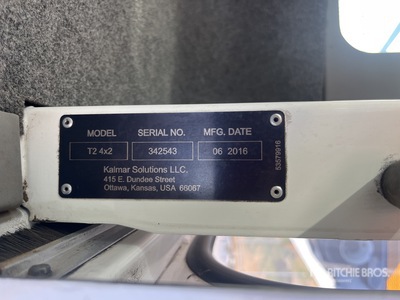 MODEL SERIAL NO. MFG. DATE
T2 4x2 342543 06 2016
Kalmar Solutions LLC.
415 E. Dundee Street
Ottawa, Kansas, USA 66067
53579916
RITCHIE BROS.